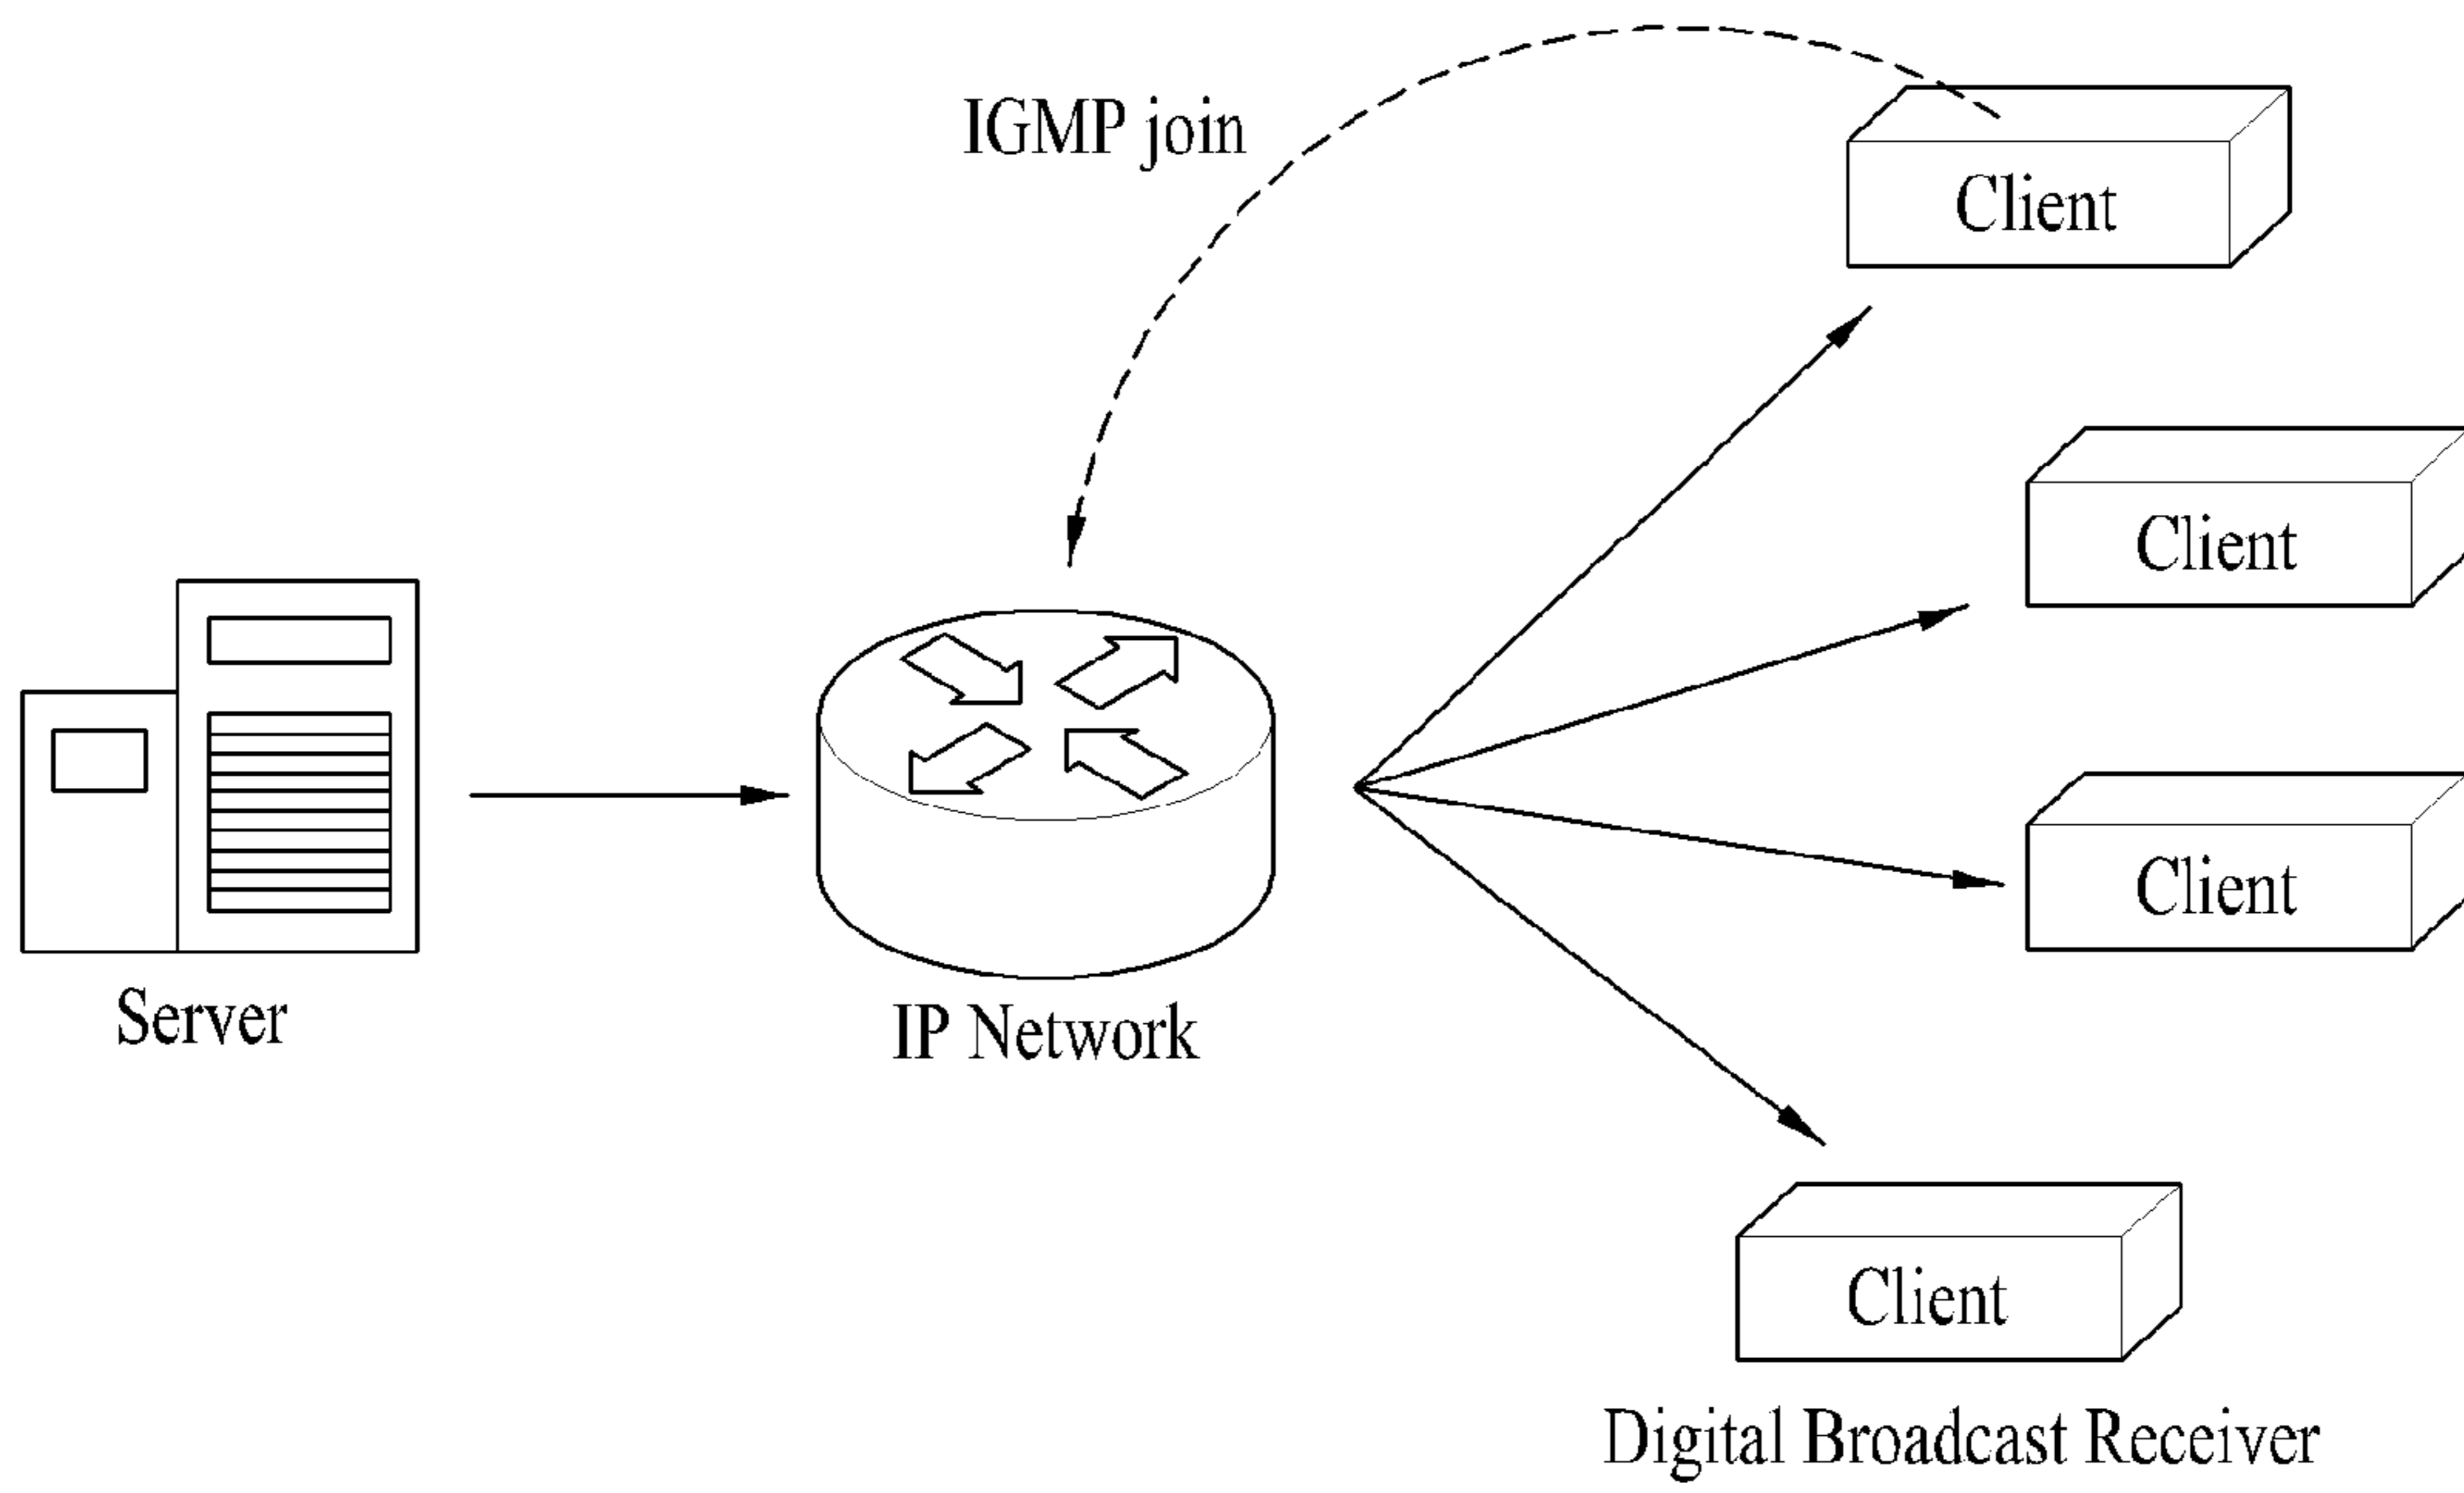 IGMP join
Client
Client
Client
Server
IP Network
Client
Digital Broadcast Receiver